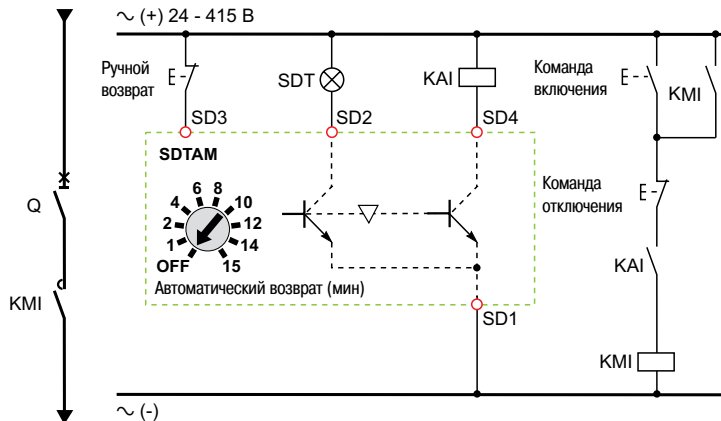 ~ (+) 24 - 415 В
Ручной
возврат
SDT
KAI
Команда
включения
KMI
SD3
SD2
SD4
SDTAM
Q
6
8
4
10
2
12
1
14
OFF
15
Автоматический возврат (мин)
Команда
отключения
KAI
KMI
SD1
KMI
~ (-)